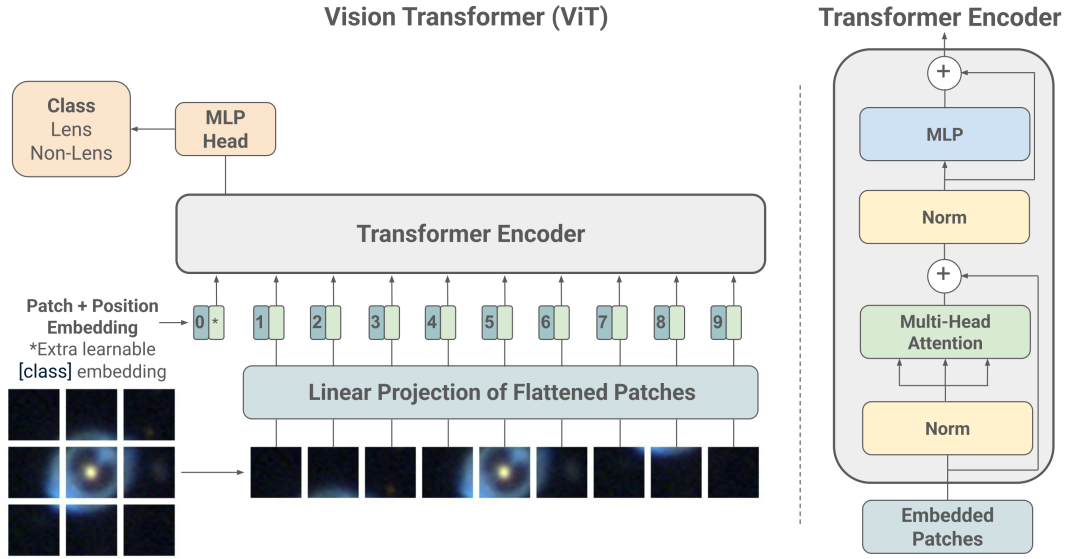 Vision Transformer (ViT)
Class
Lens
Non-Lens
MLP
Head
Transformer Encoder
Patch + Position
Embedding
*Extra learnable
[class] embedding
0 * 1 2 3 4 5 6 7 8 9
Linear Projection of Flattened Patches
Transformer Encoder
+
MLP
Norm
+
Multi-Head
Attention
Norm
Embedded
Patches